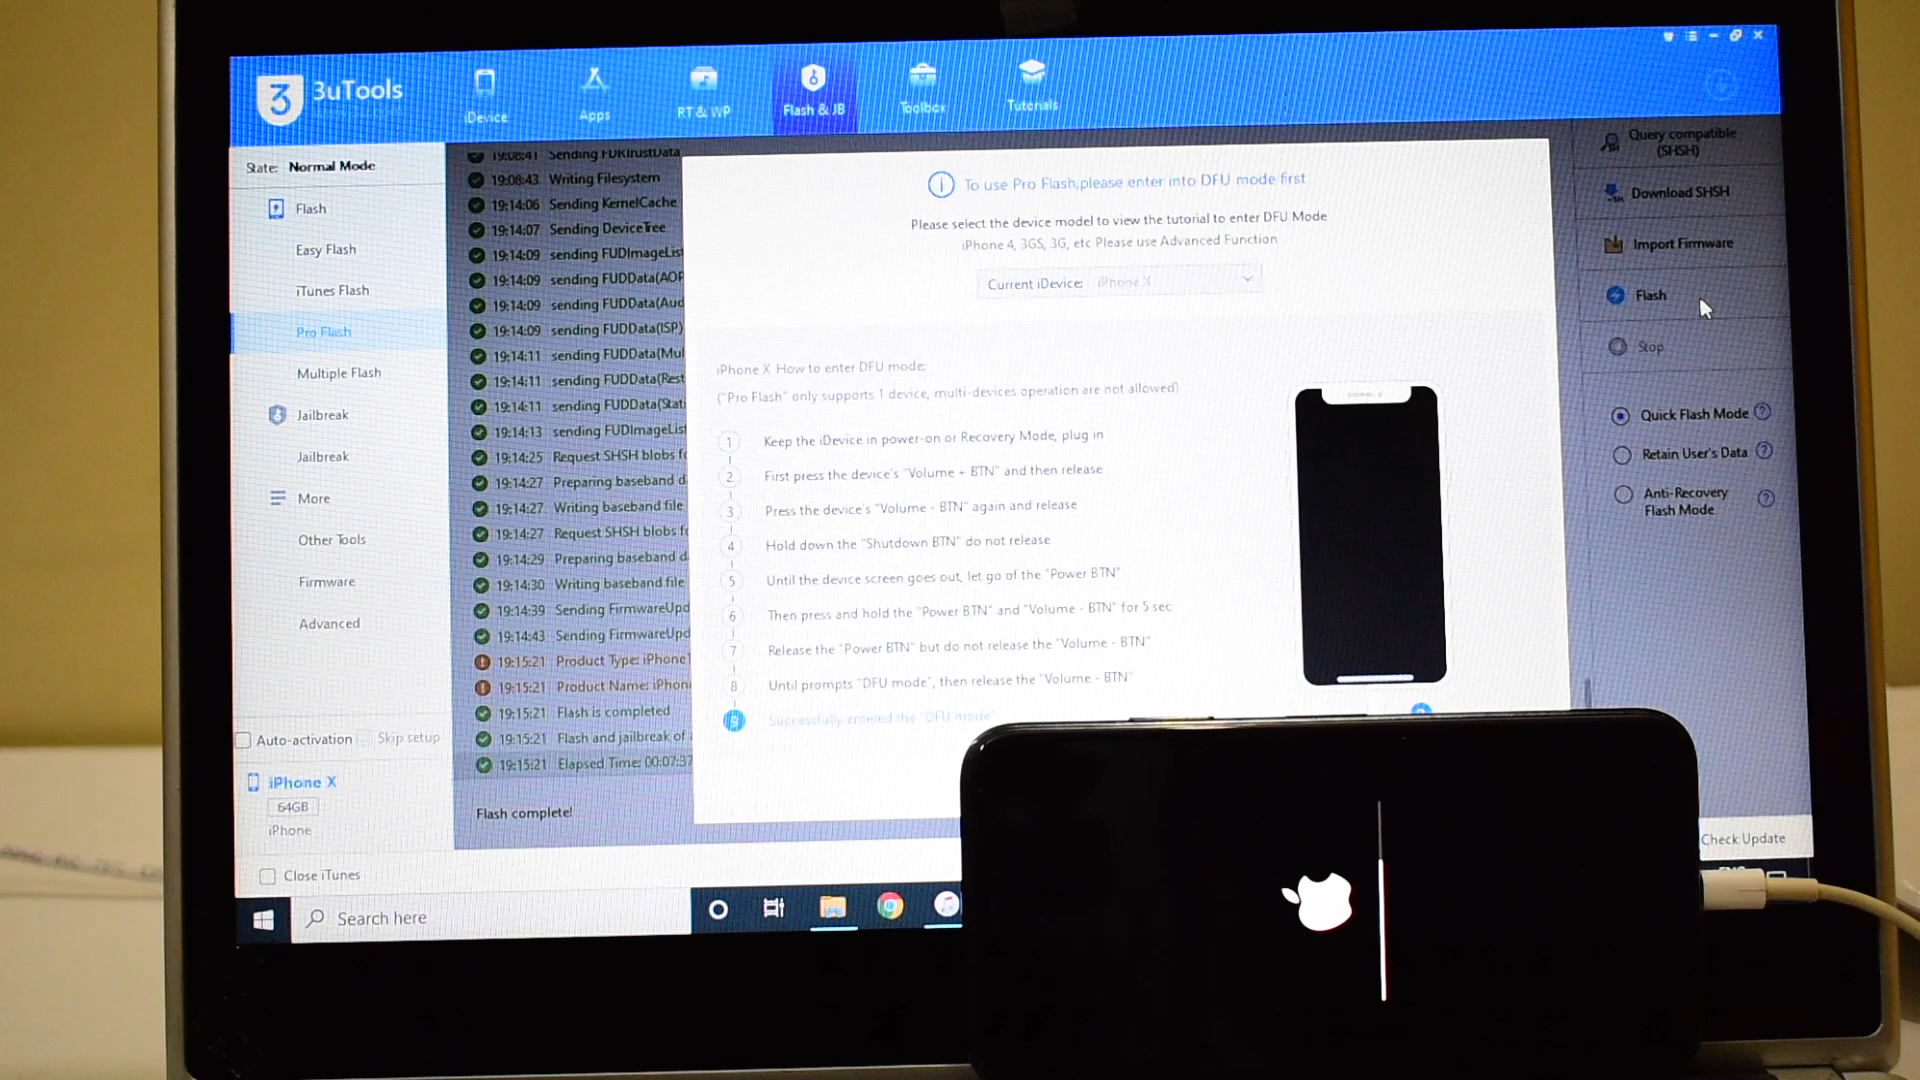 3 3uTools
iDevice
Apps
RT & WP
Flash & JB
Toolbox
Tutorials
State: Normal Mode
Flash
Easy Flash
iTunes Flash
Pro Flash
Multiple Flash
Jailbreak
Jailbreak
More
Other Tools
Firmware
Advanced
Auto-activation Skip setup
iPhone X
64GB
iPhone
Close iTunes
19:08:41 Sending FDRTrustData
19:08:43 Writing Filesystem
19:14:06 Sending KernelCache
19:14:07 Sending DeviceTree
19:14:09 sending FUDImageList
19:14:09 sending FUDData(AOP
19:14:09 sending FUDData(Aud
19:14:09 sending FUDData(ISP)
19:14:11 sending FUDData(Mul
19:14:11 sending FUDData(Rest
19:14:11 sending FUDData(Stati
19:14:13 sending FUDImageList
19:14:25 Request SHSH blobs f
19:14:27 Preparing baseband d
19:14:27 Writing baseband file
19:14:27 Request SHSH blobs f
19:14:29 Preparing baseband d
19:14:30 Writing baseband file
19:14:39 Sending FirmwareUpd
19:14:43 Sending FirmwareUpd
19:15:21 Product Type: iPhone1
19:15:21 Product Name: iPhon
19:15:21 Flash is completed
19:15:21 Flash and jailbreak of
19:15:21 Elapsed Time: 00:07:37
Flash complete!
To use Pro Flash,please enter into DFU mode first
Please select the device model to view the tutorial to enter DFU Mode
iPhone 4, 3GS, 3G, etc Please use Advanced Function
Current iDevice: iPhone X
iPhone X How to enter DFU mode:
("Pro Flash" only supports 1 device, multi-devices operation are not allowed)
1 Keep the iDevice in power-on or Recovery Mode, plug in
2 First press the device's "Volume + BTN" and then release
3 Press the device's "Volume - BTN" again and release
4 Hold down the "Shutdown BTN" do not release
5 Until the device screen goes out, let go of the "Power BTN"
6 Then press and hold the "Power BTN" and "Volume - BTN" for 5 sec
7 Release the "Power BTN" but do not release the "Volume - BTN"
8 Until prompts "DFU mode", then release the "Volume - BTN"
9 Successfully entered the "DFU mode"
Query compatible
(SHSH)
Download SHSH
Import Firmware
Flash
Stop
Quick Flash Mode ?
Retain User's Data ?
Anti-Recovery
Flash Mode ?
Check Update
Search here